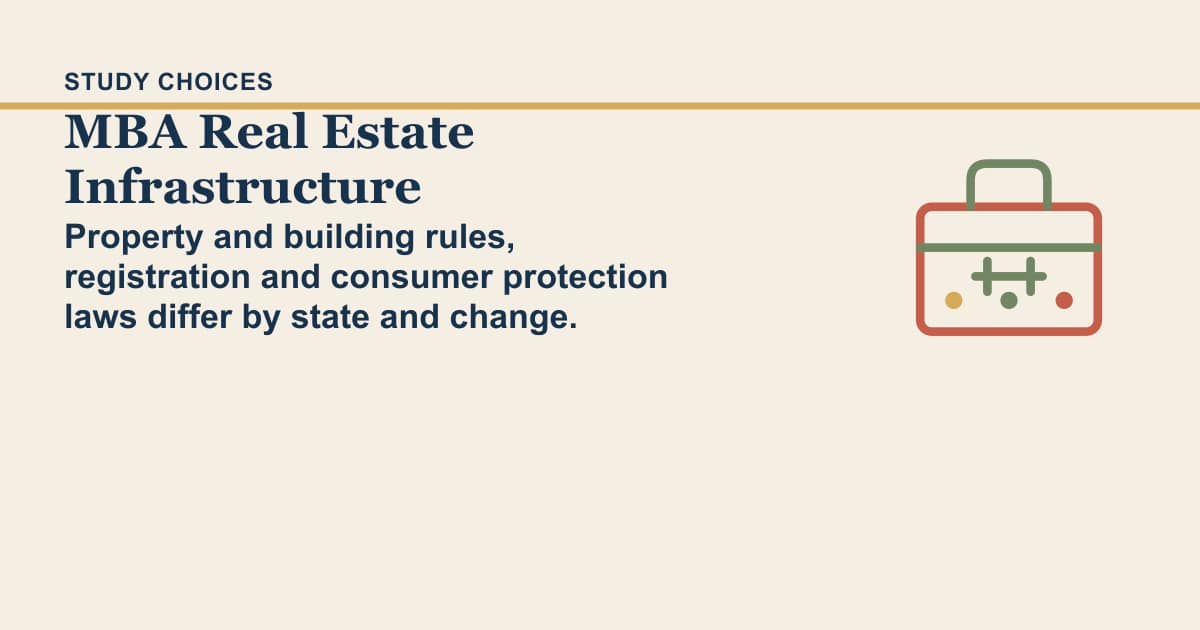 STUDY CHOICES
MBA Real Estate
Infrastructure
Property and building rules,
registration and consumer protection
laws differ by state and change.